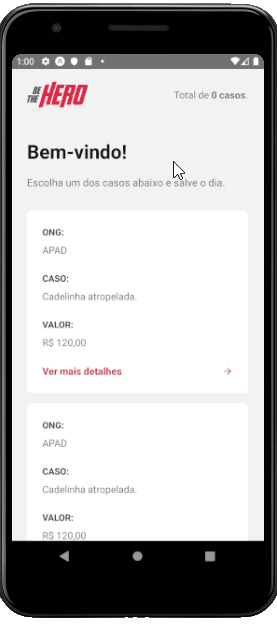 1:00
BE THE HERO
Total de 0 casos.
Bem-vindo!
Escolha um dos casos abaixo e salve o dia.
ONG:
APAD
CASO:
Cadelinha atropelada.
VALOR:
R$ 120,00
Ver mais detalhes →
ONG:
APAD
CASO:
Cadelinha atropelada.
VALOR:
R$ 120,00